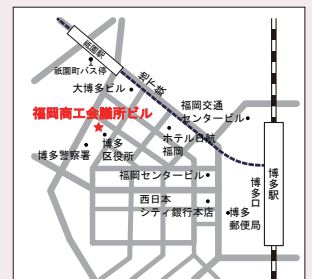 祇園駅
祇園町バス停
地下鉄
大博多ビル
福岡交通
センタービル
福岡商工会議所ビル
ホテル日航
福岡
博多
区役所
博多警察署
福岡センタービル
博多口
博多駅
西日本
シティ銀行本店
博多
郵便局